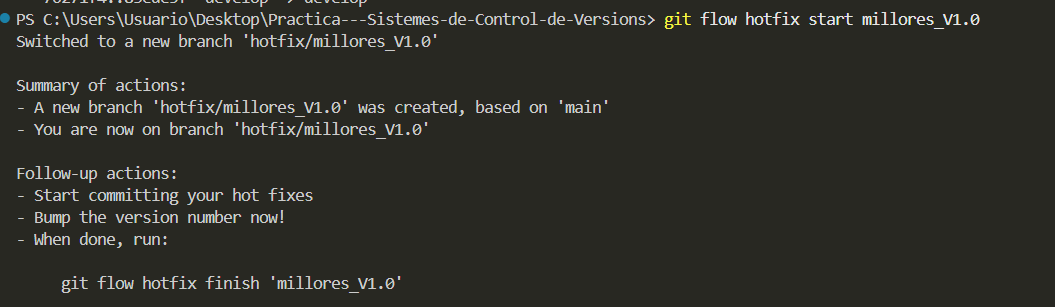 PS C:\Users\Usuario\Desktop\Practica---Sistemes-de-Control-de-Versions> git flow hotfix start millores_V1.0
Switched to a new branch 'hotfix/millores_V1.0'
Summary of actions:
- A new branch 'hotfix/millores_V1.0' was created, based on 'main'
- You are now on branch 'hotfix/millores_V1.0'
Follow-up actions:
- Start committing your hot fixes
- Bump the version number now!
- When done, run:
git flow hotfix finish 'millores_V1.0'